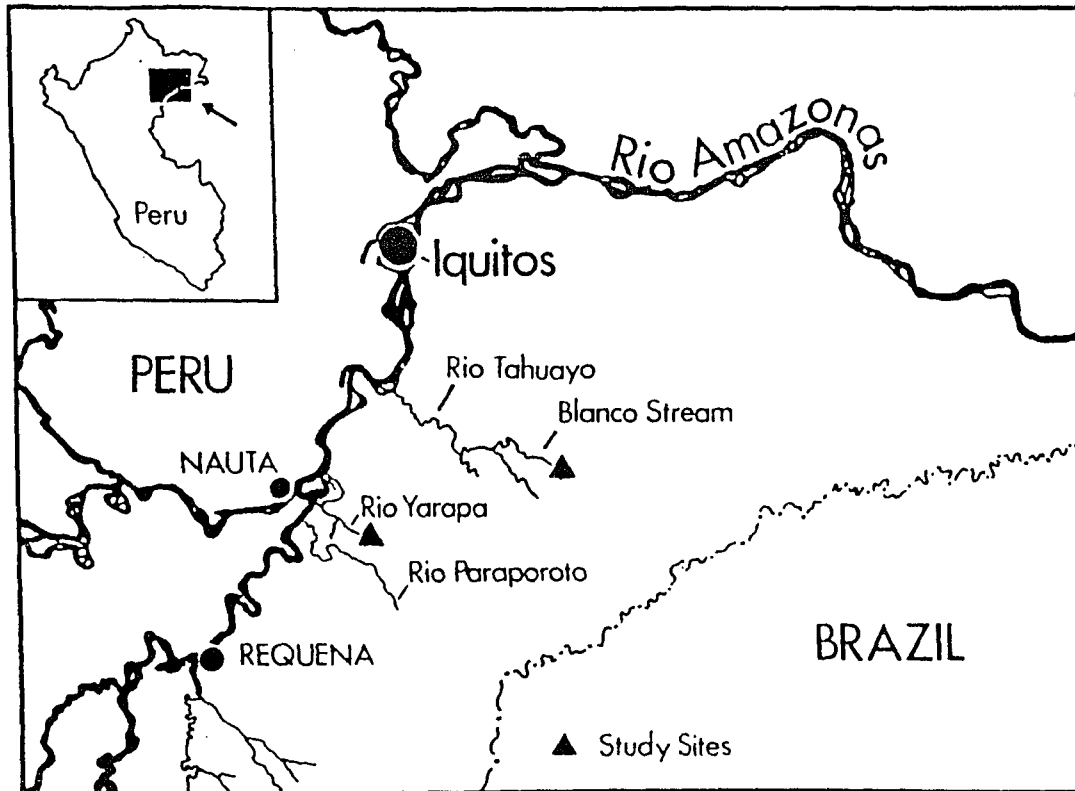 Peru
Rio Amazonas
Iquitos
PERU
Rio Tahuayo
Blanco Stream
NAUTA
Rio Yarapa
Rio Paraporoto
REQUENA
BRAZIL
Study Sites